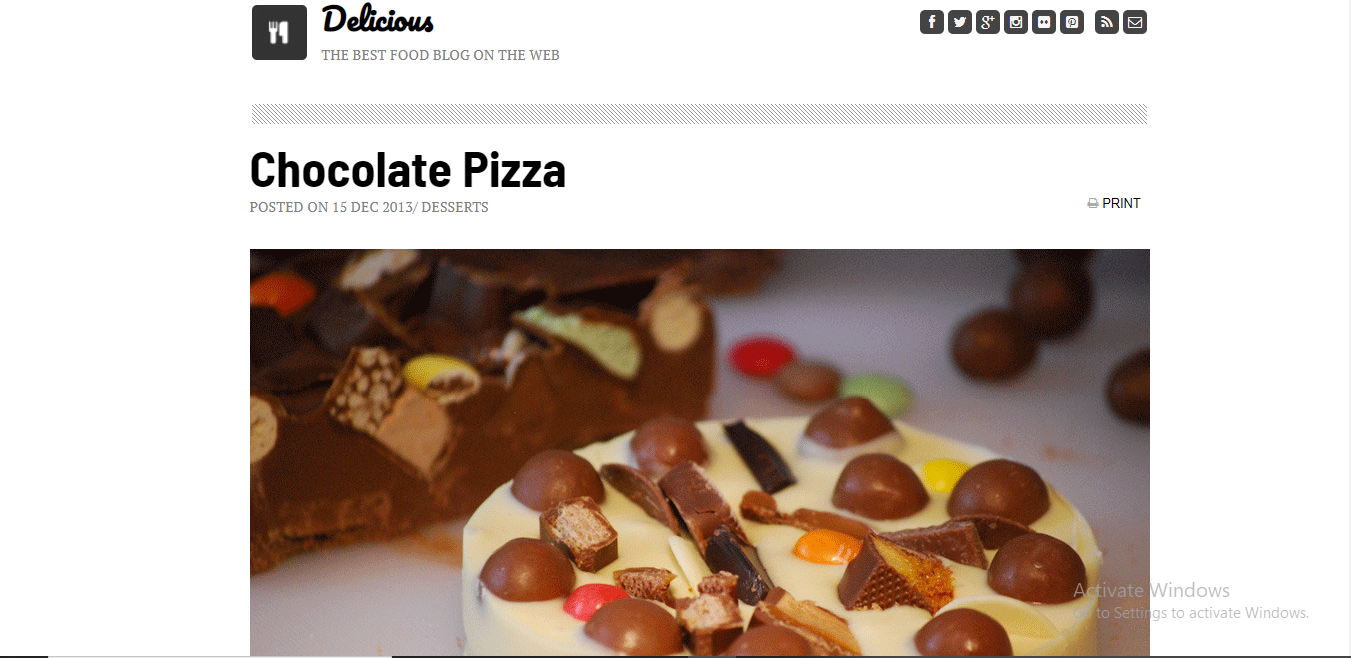 Delicious
THE BEST FOOD BLOG ON THE WEB
Chocolate Pizza
POSTED ON 15 DEC 2013/ DESSERTS
PRINT
Activate Windows
Go to Settings to activate Windows.